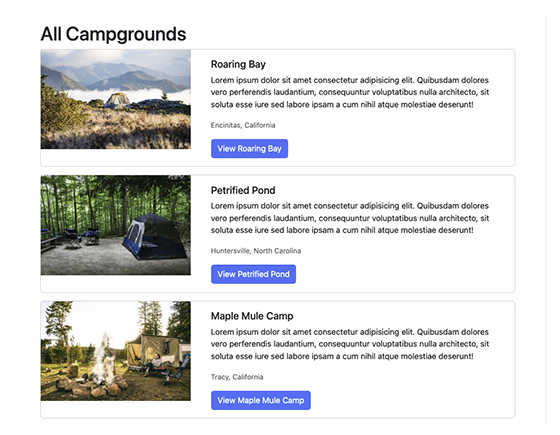 All Campgrounds
Roaring Bay
Lorem ipsum dolor sit amet consectetur adipisicing elit. Quibusdam dolores
vero perferendis laudantium, consequuntur voluptatibus nulla architecto, sit
soluta esse iure sed labore ipsam a cum nihil atque molestiae deserunt!
Encinitas, California
View Roaring Bay
Petrified Pond
Lorem ipsum dolor sit amet consectetur adipisicing elit. Quibusdam dolores
vero perferendis laudantium, consequuntur voluptatibus nulla architecto, sit
soluta esse iure sed labore ipsam a cum nihil atque molestiae deserunt!
Huntersville, North Carolina
View Petrified Pond
Maple Mule Camp
Lorem ipsum dolor sit amet consectetur adipisicing elit. Quibusdam dolores
vero perferendis laudantium, consequuntur voluptatibus nulla architecto, sit
soluta esse iure sed labore ipsam a cum nihil atque molestiae deserunt!
Tracy, California
View Maple Mule Camp